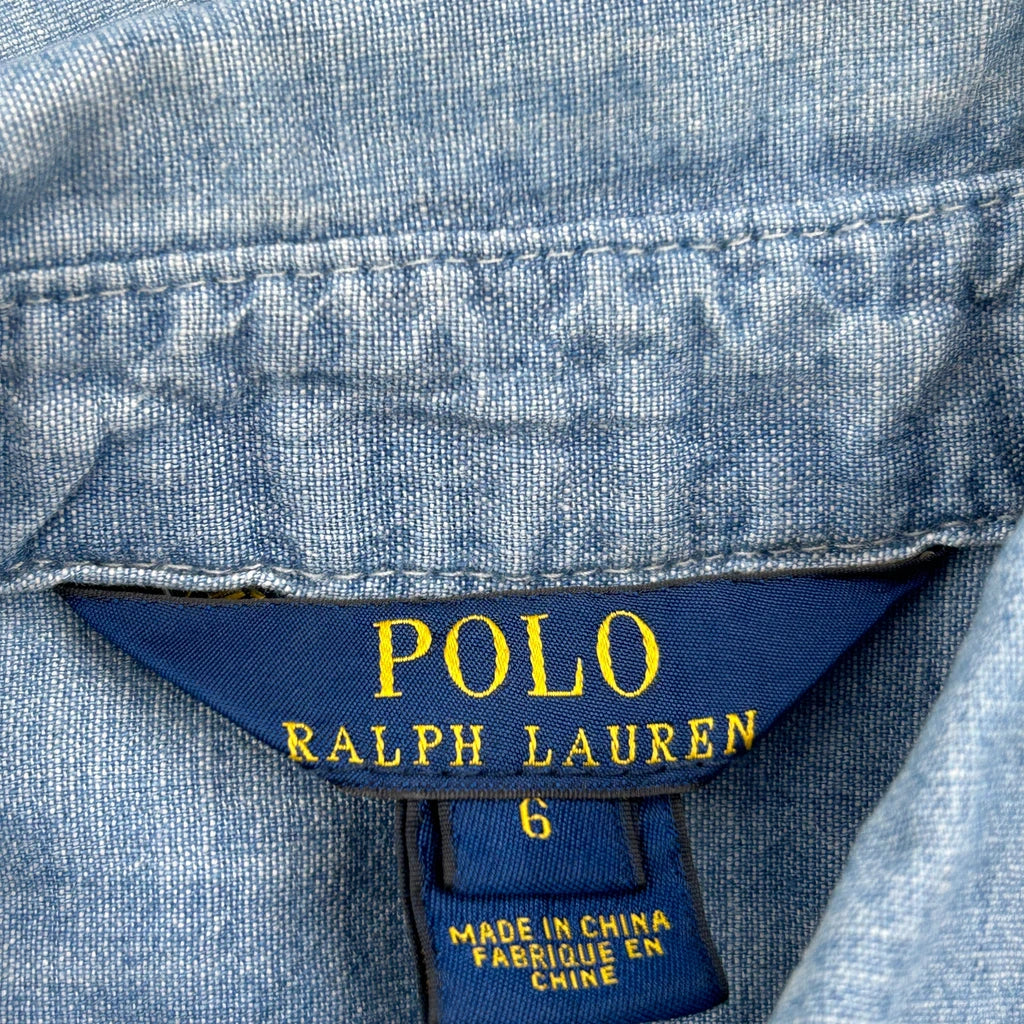 POLO
RALPH LAUREN
6
MADE IN CHINA
FABRIQUE EN
CHINE